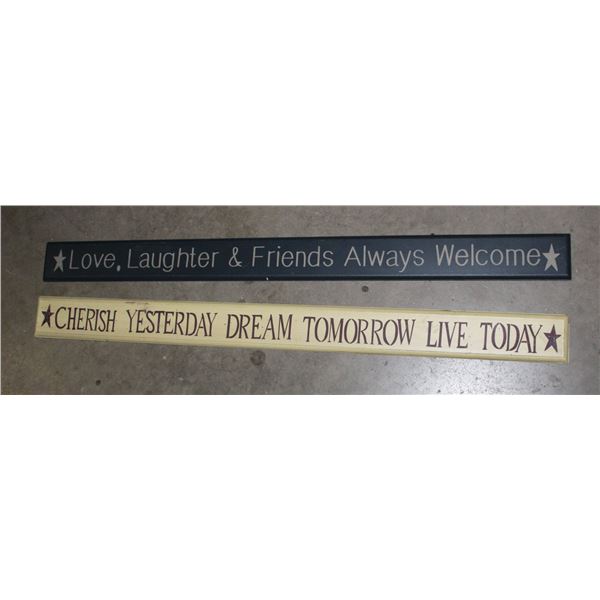 Love, Laughter & Friends Always Welcome
CHERISH YESTERDAY DREAM TOMORROW LIVE TODAY